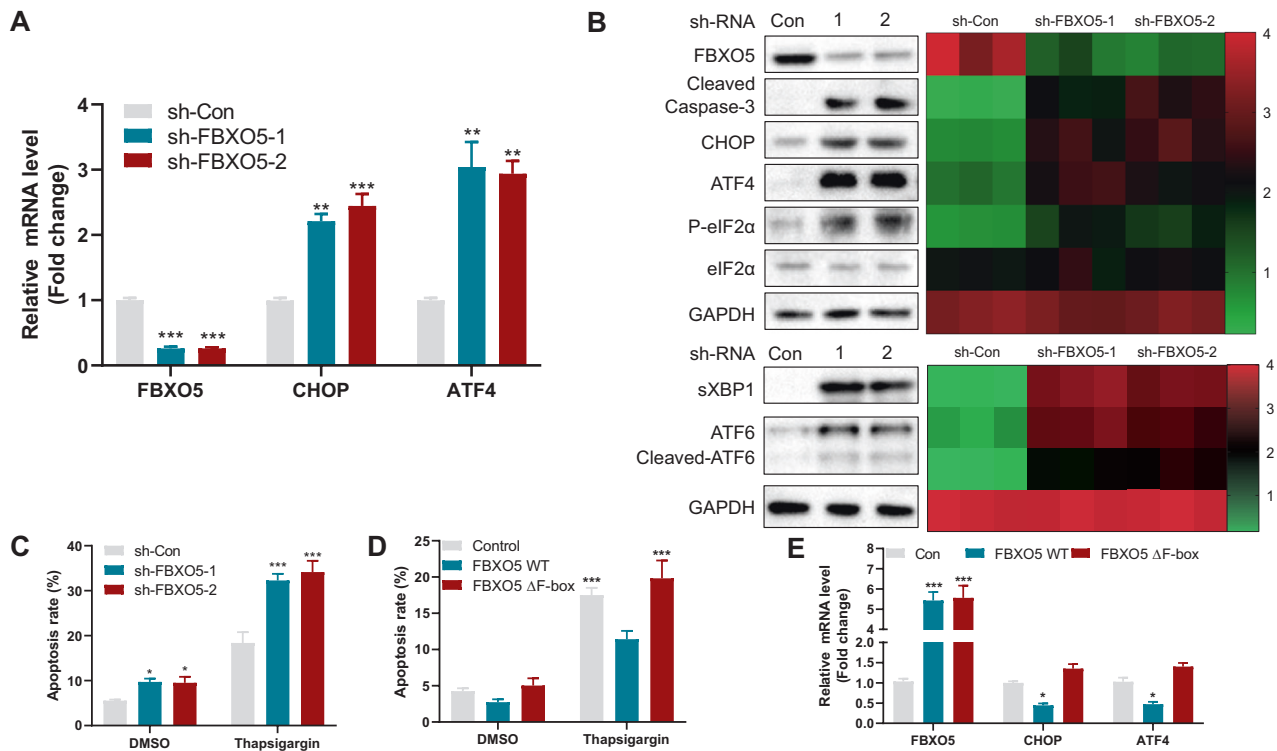 A
Relative mRNA level
(Fold change)
4
3
2
1
0
sh-Con
sh-FBXO5-1
sh-FBXO5-2
*** ***
** ***
** **
FBXO5 CHOP ATF4
B
sh-RNA Con 1 2
FBXO5
Cleaved
Caspase-3
CHOP
ATF4
P-eIF2α
eIF2α
GAPDH
sh-Con sh-FBXO5-1 sh-FBXO5-2
4
3
2
1
sh-RNA Con 1 2
sXBP1
ATF6
Cleaved-ATF6
GAPDH
sh-Con sh-FBXO5-1 sh-FBXO5-2
4
3
2
1
C
Apoptosis rate (%)
60
40
20
0
sh-Con
sh-FBXO5-1
sh-FBXO5-2
* *
*** ***
DMSO Thapsigargin
D
Apoptosis rate (%)
25
20
15
10
5
0
Control
FBXO5 WT
FBXO5 ΔF-box
*** ***
DMSO Thapsigargin
E
Con FBXO5 WT FBXO5 ΔF-box
Relative mRNA level
(Fold change)
8
7
6
5
4
2.0
1.5
1.0
0.5
0.0
*** ***
*
*
FBXO5 CHOP ATF4